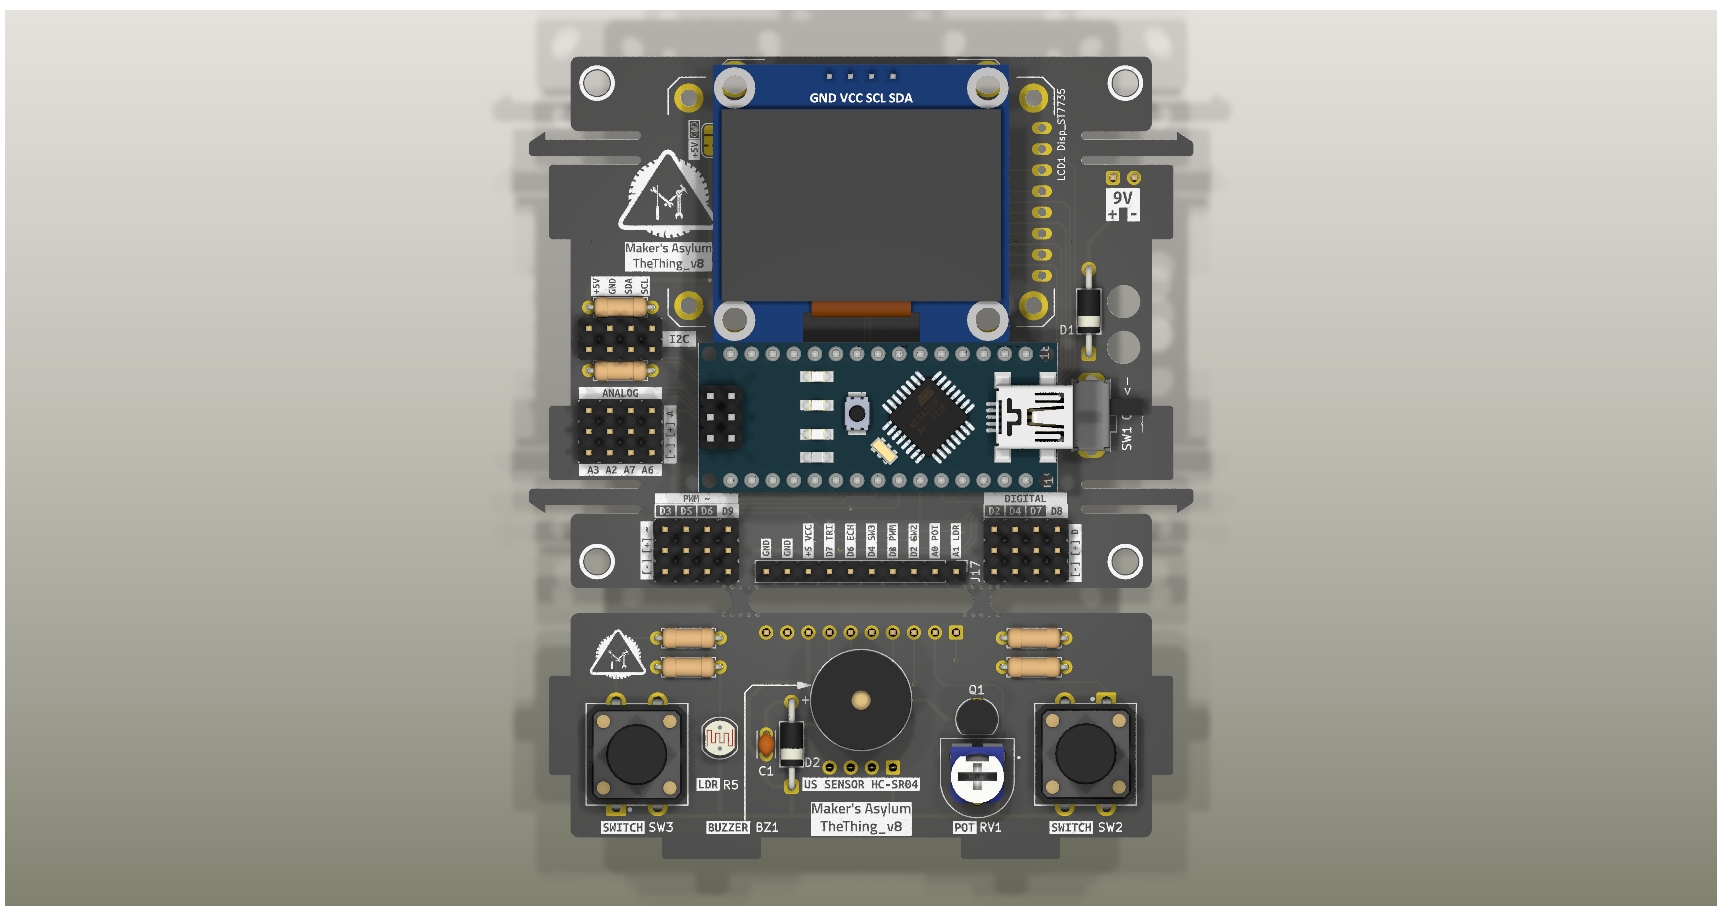 GND VCC SCL SDA
LCD1 Disp_ST7735
+5V GND
9V
+ -
Maker's Asylum
TheThing_v8
+5V
GND
SDA
SCL
I2C
D1
ANALOG
[-] [+] A
A3 A2 A7 A6
SW1
PWM ~
D3 D5 D6 D9
[-] [+] ~
DIGITAL
D2 D4 D7 D8
[-] [+] D
GND
GND
+5 VCC
D7 TRI
D6 ECH
D4 SW3
D8 PWM
D2 SW2
A0 POT
A1 LDR
J17
Q1
+
C1
D2
LDR R5
US SENSOR HC-SR04
Maker's Asylum
TheThing_v8
SWITCH SW3
BUZZER BZ1
POT RV1
SWITCH SW2